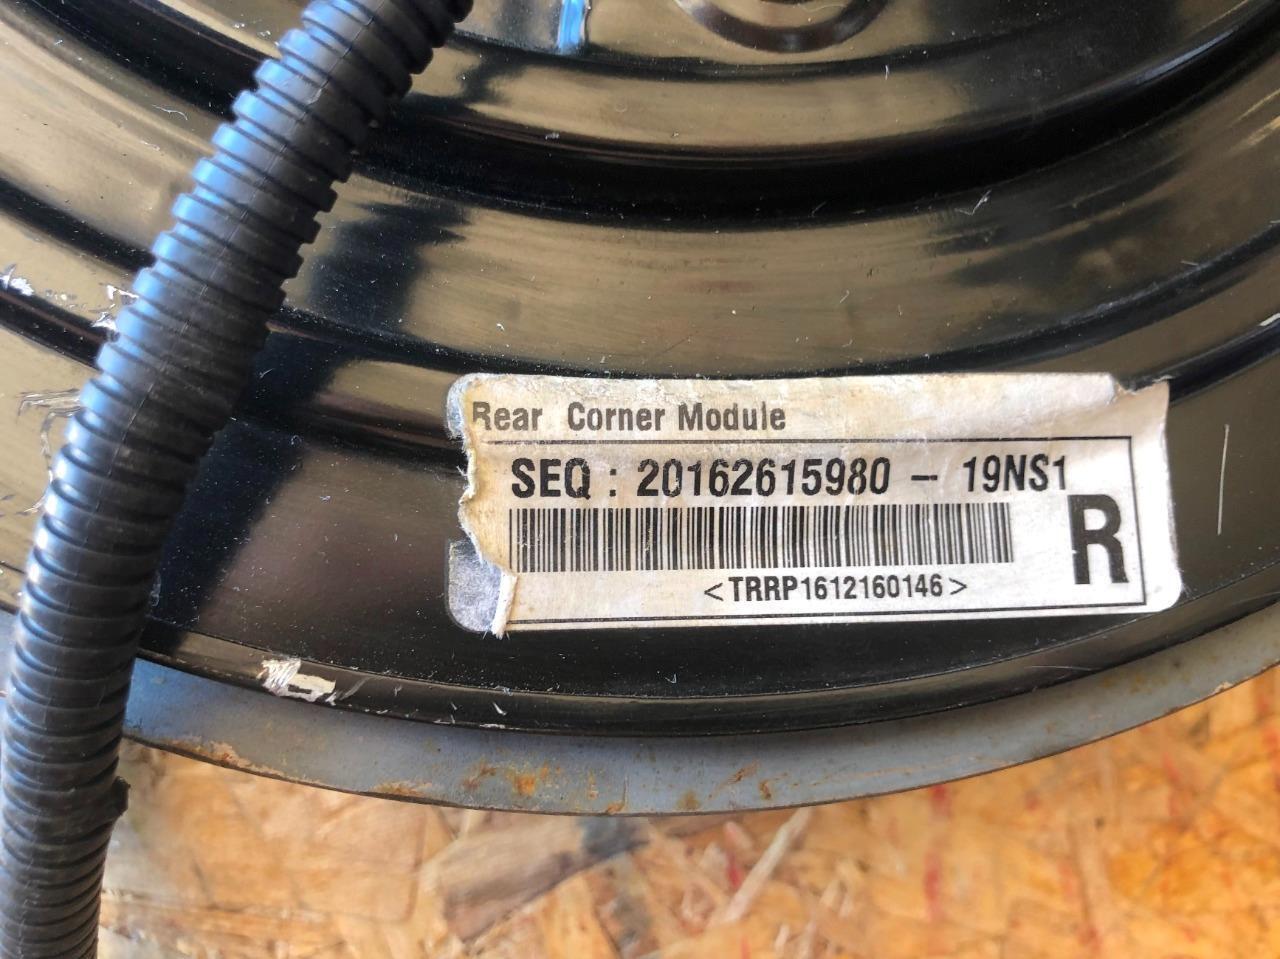 Rear Corner Module
SEQ : 20162615980 – 19NS1
R
<TRRP1612160146>